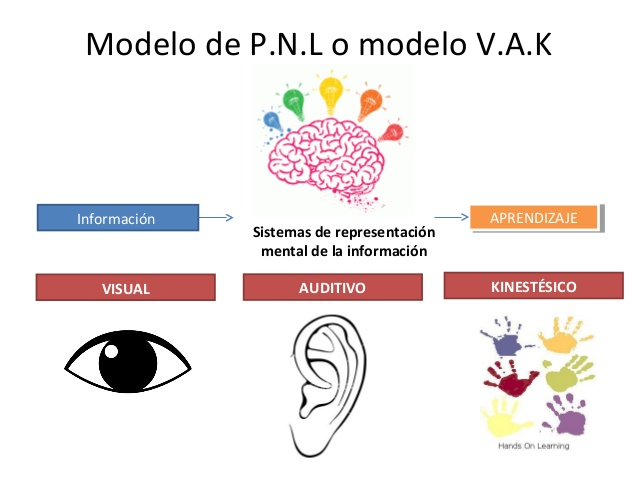 Modelo de P.N.L o modelo V.A.K
Información
Sistemas de representación
mental de la información
APRENDIZAJE
VISUAL
AUDITIVO
KINESTÉSICO
Hands On Learning